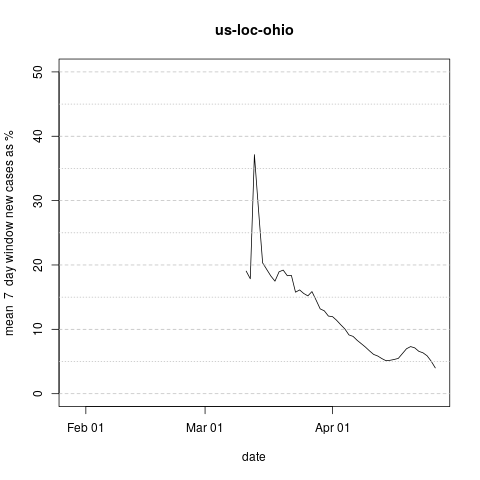 us-loc-ohio
mean 7 day window new cases as %
50
40
30
20
10
0
Feb 01
Mar 01
Apr 01
date